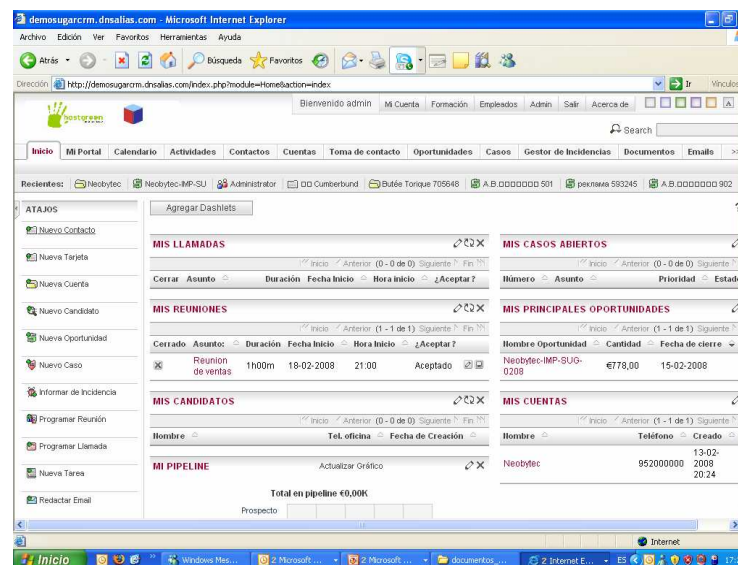 demosugarcrm.dnsalias.com - Microsoft Internet Explorer
Archivo Edición Ver Favoritos Herramientas Ayuda
Atrás Búsqueda Favoritos
Dirección http://demosugarcrm.dnsalias.com/index.php?module=Home&action=index Ir Vínculos
Bienvenido admin Mi Cuenta Formación Empleados Admin Salir Acerca de A
hostgreen
Search
Inicio Mi Portal Calendario Actividades Contactos Cuentas Toma de contacto Oportunidades Casos Gestor de Incidencias Documentos Emails >>
Recientes: Neobytec Neobytec-IMP-SU Administrator □□ Cumberbund Butée Torique 705648 A.B.□□□□□□□ 501 реклама 593245 A.B.□□□□□□□ 902
ATAJOS Agregar Dashlets
Nuevo Contacto
Nueva Tarjeta
Nueva Cuenta
Nuevo Candidato
Nueva Oportunidad
Nuevo Caso
Informar de Incidencia
Programar Reunión
Programar Llamada
Nueva Tarea
Redactar Email
MIS LLAMADAS
Inicio Anterior (0 - 0 de 0) Siguiente Fin
Cerrar Asunto Duración Fecha Inicio Hora inicio ¿Aceptar?
MIS REUNIONES
Inicio Anterior (1 - 1 de 1) Siguiente Fin
Cerrado Asunto: Duración Fecha Inicio Hora Inicio ¿Aceptar?
Reunion de ventas 1h00m 18-02-2008 21:00 Aceptado
MIS CANDIDATOS
Inicio Anterior (0 - 0 de 0) Siguiente Fin
Nombre Tel. oficina Fecha de Creación
MI PIPELINE Actualizar Gráfico
Total en pipeline €0,00K
Prospecto
MIS CASOS ABIERTOS
Inicio Anterior (0 - 0 de 0) Siguiente
Número Asunto Prioridad Estad
MIS PRINCIPALES OPORTUNIDADES
Inicio Anterior (1 - 1 de 1) Siguiente
Nombre Oportunidad Cantidad Fecha de cierre
Neobytec-IMP-SUG-
0208 €778,00 15-02-2008
MIS CUENTAS
Inicio Anterior (1 - 1 de 1) Siguiente
Nombre Teléfono Creado
Neobytec 952000000 13-02-
2008
20:24
Internet
Inicio Windows Mes... 2 Microsoft ... 2 Microsoft ... documentos_... 2 Internet E... ES